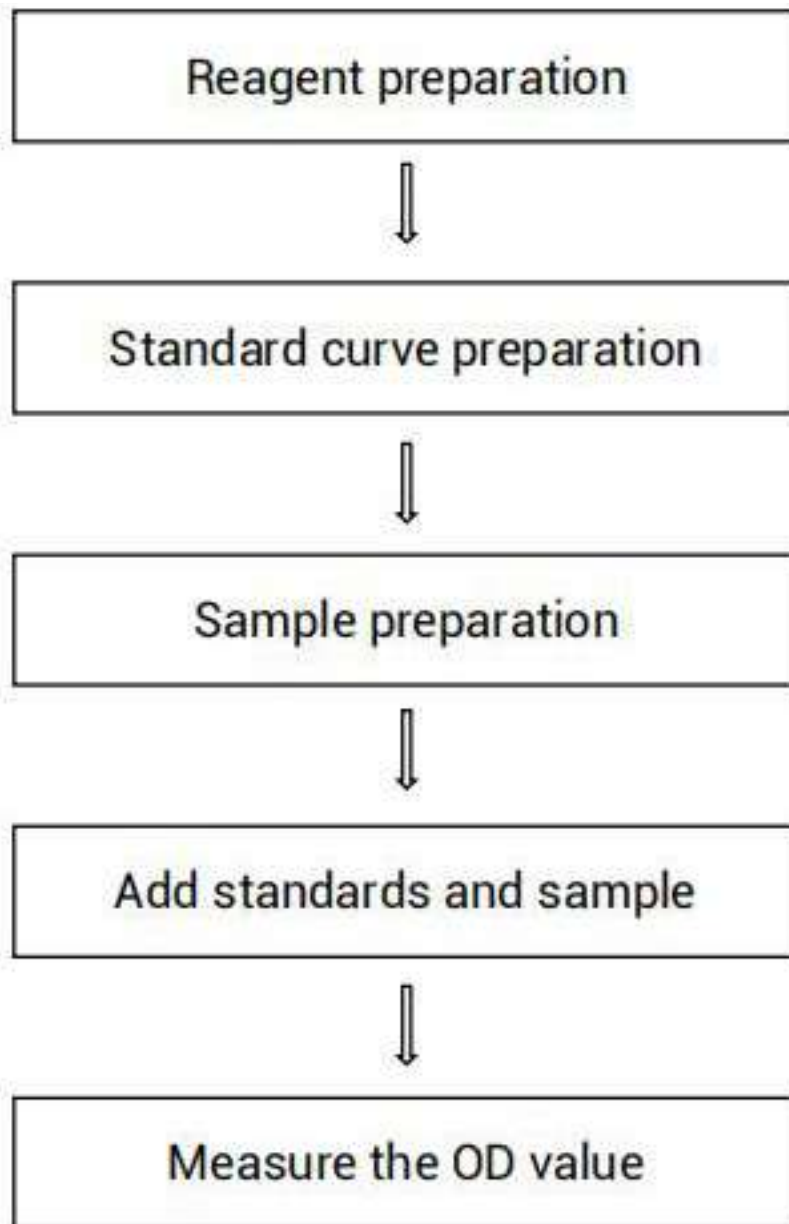 Reagent preparation
Standard curve preparation
Sample preparation
Add standards and sample
Measure the OD value